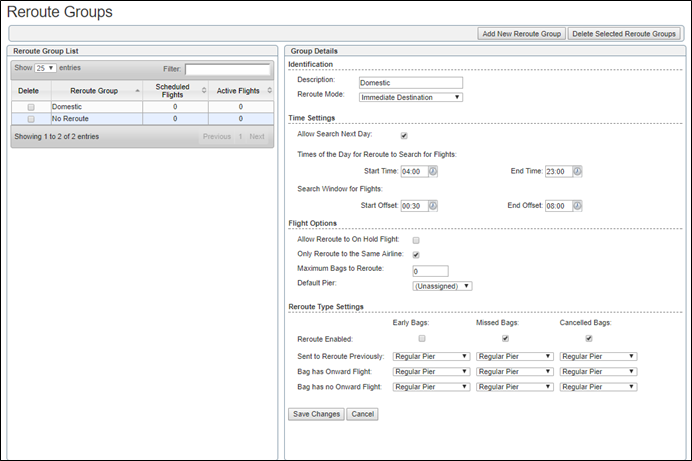 Reroute Groups
Add New Reroute Group Delete Selected Reroute Groups
Reroute Group List
Show 25 entries Filter:
Delete Reroute Group Scheduled Flights Active Flights
Domestic 0 0
No Reroute 0 0
Showing 1 to 2 of 2 entries Previous 1 Next
Group Details
Identification
Description: Domestic
Reroute Mode: Immediate Destination
Time Settings
Allow Search Next Day:
Times of the Day for Reroute to Search for Flights:
Start Time: 04:00 End Time: 23:00
Search Window for Flights:
Start Offset: 00:30 End Offset: 08:00
Flight Options
Allow Reroute to On Hold Flight:
Only Reroute to the Same Airline:
Maximum Bags to Reroute: 0
Default Pier: (Unassigned)
Reroute Type Settings
Early Bags: Missed Bags: Cancelled Bags:
Reroute Enabled:
Sent to Reroute Previously: Regular Pier Regular Pier Regular Pier
Bag has Onward Flight: Regular Pier Regular Pier Regular Pier
Bag has no Onward Flight: Regular Pier Regular Pier Regular Pier
Save Changes Cancel